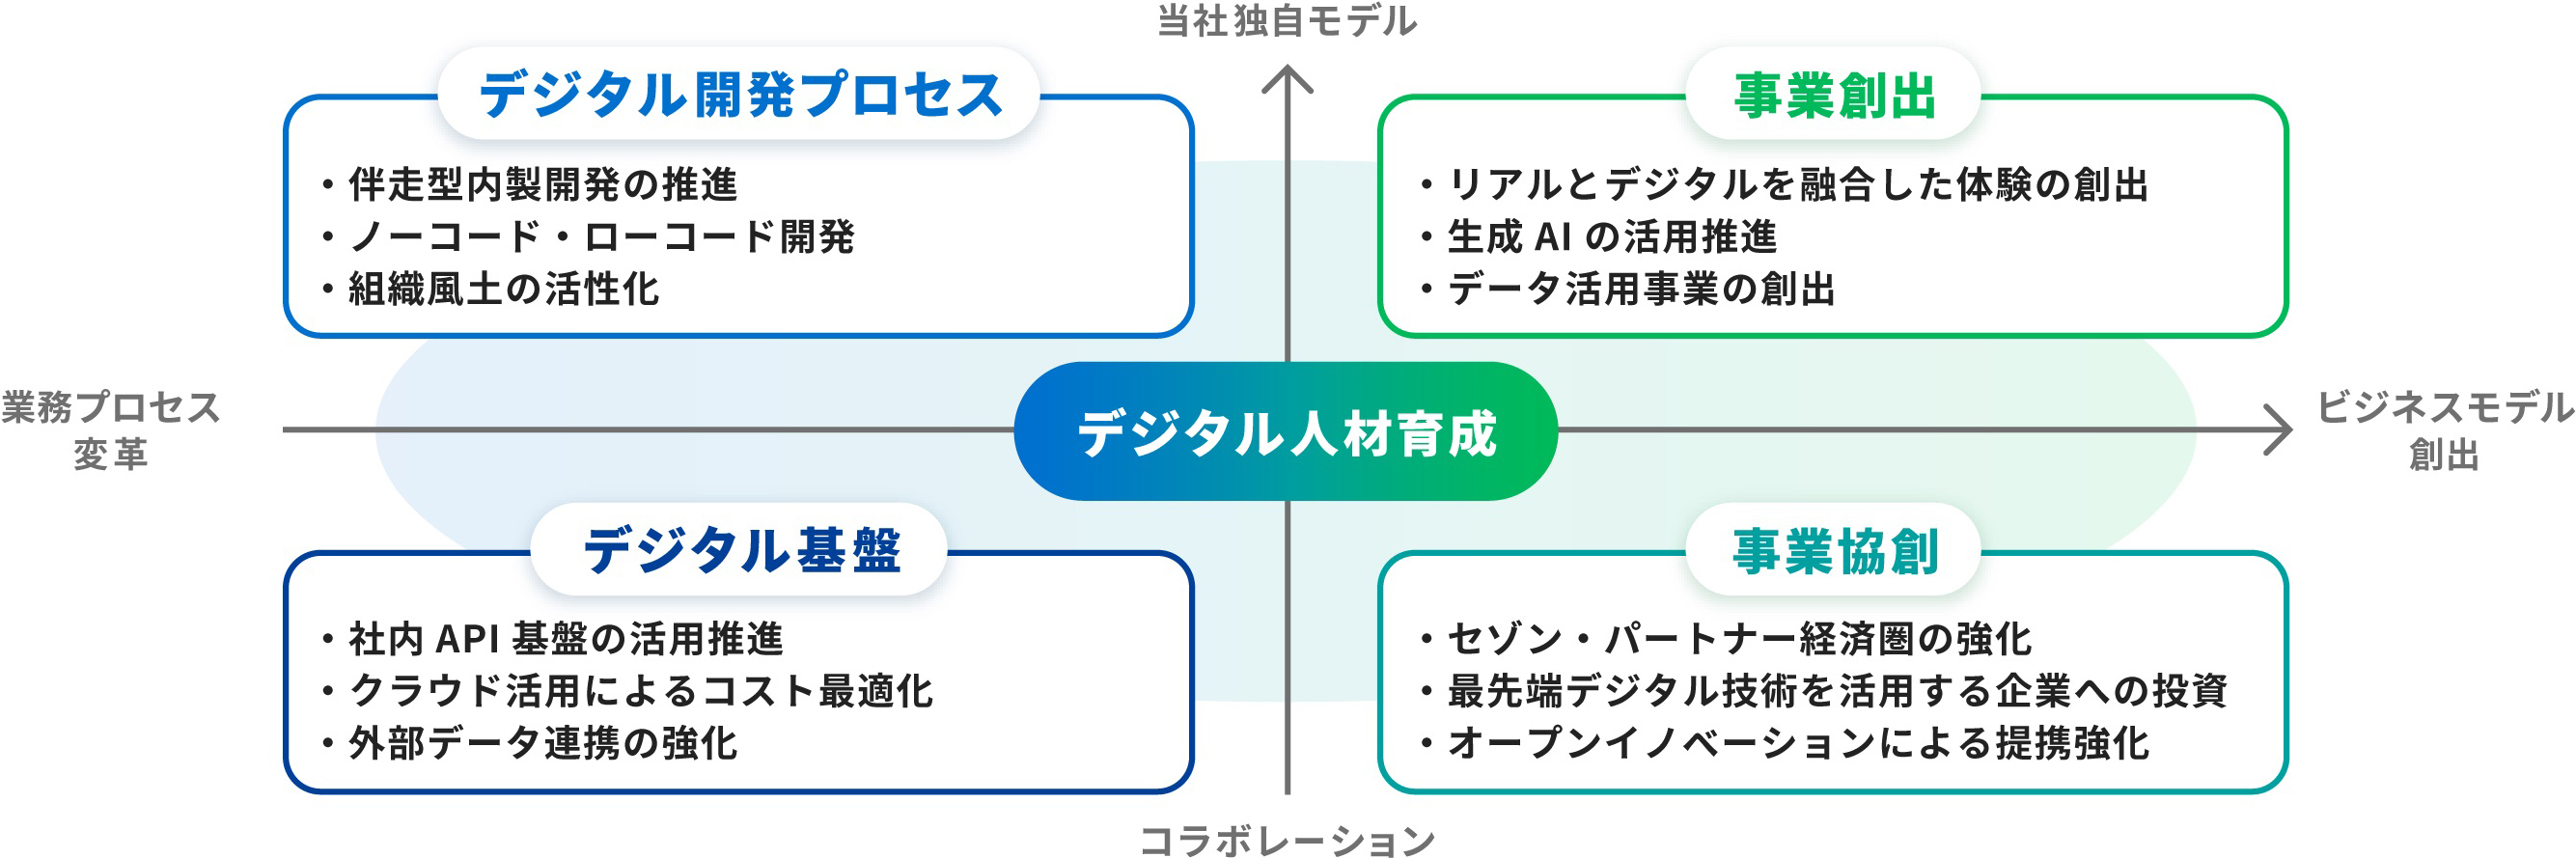 当社独自モデル
デジタル開発プロセス
・伴走型内製開発の推進
・ノーコード・ローコード開発
・組織風土の活性化
事業創出
・リアルとデジタルを融合した体験の創出
・生成 AI の活用推進
・データ活用事業の創出
業務プロセス
変革
デジタル人材育成
ビジネスモデル
創出
デジタル基盤
・社内 API 基盤の活用推進
・クラウド活用によるコスト最適化
・外部データ連携の強化
事業協創
・セゾン・パートナー経済圏の強化
・最先端デジタル技術を活用する企業への投資
・オープンイノベーションによる提携強化
コラボレーション